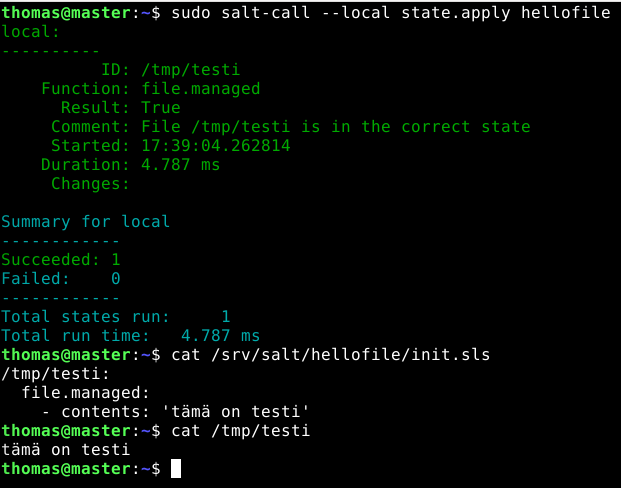 thomas@master:~$ sudo salt-call --local state.apply hellofile
local:
----------
          ID: /tmp/testi
    Function: file.managed
      Result: True
     Comment: File /tmp/testi is in the correct state
     Started: 17:39:04.262814
    Duration: 4.787 ms
     Changes:

Summary for local
------------
Succeeded: 1
Failed:    0
------------
Total states run:     1
Total run time:   4.787 ms
thomas@master:~$ cat /srv/salt/hellofile/init.sls
/tmp/testi:
  file.managed:
    - contents: 'tämä on testi'
thomas@master:~$ cat /tmp/testi
tämä on testi
thomas@master:~$